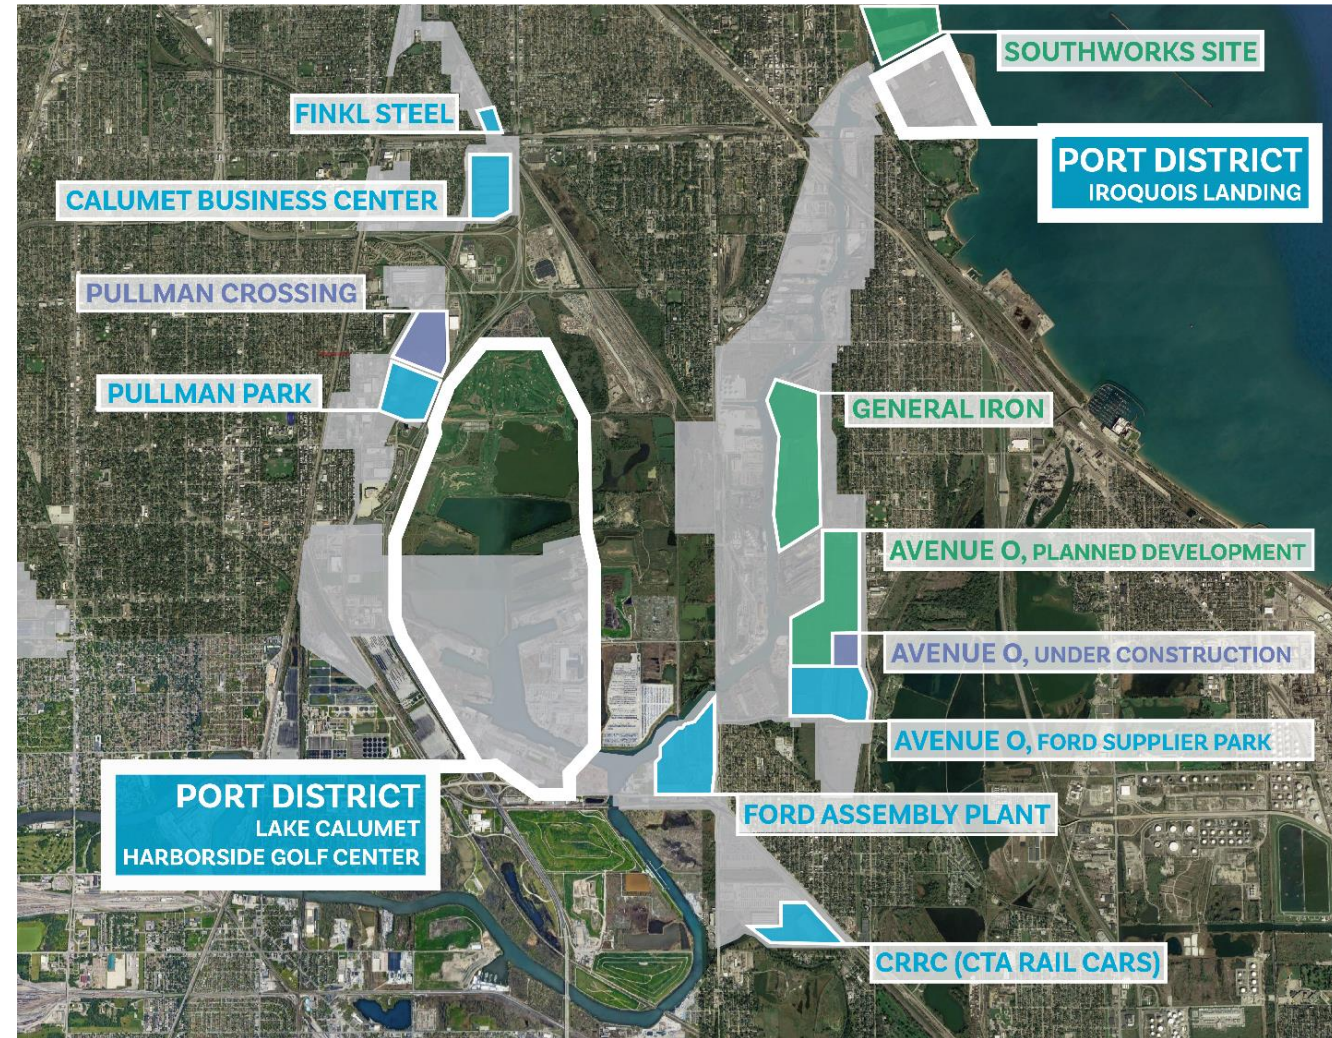 SOUTHWORKS SITE
FINKL STEEL
PORT DISTRICT
IROQUOIS LANDING
CALUMET BUSINESS CENTER
PULLMAN CROSSING
PULLMAN PARK
GENERAL IRON
AVENUE O, PLANNED DEVELOPMENT
AVENUE O, UNDER CONSTRUCTION
AVENUE O, FORD SUPPLIER PARK
PORT DISTRICT
LAKE CALUMET
HARBORSIDE GOLF CENTER
FORD ASSEMBLY PLANT
CRRC (CTA RAIL CARS)